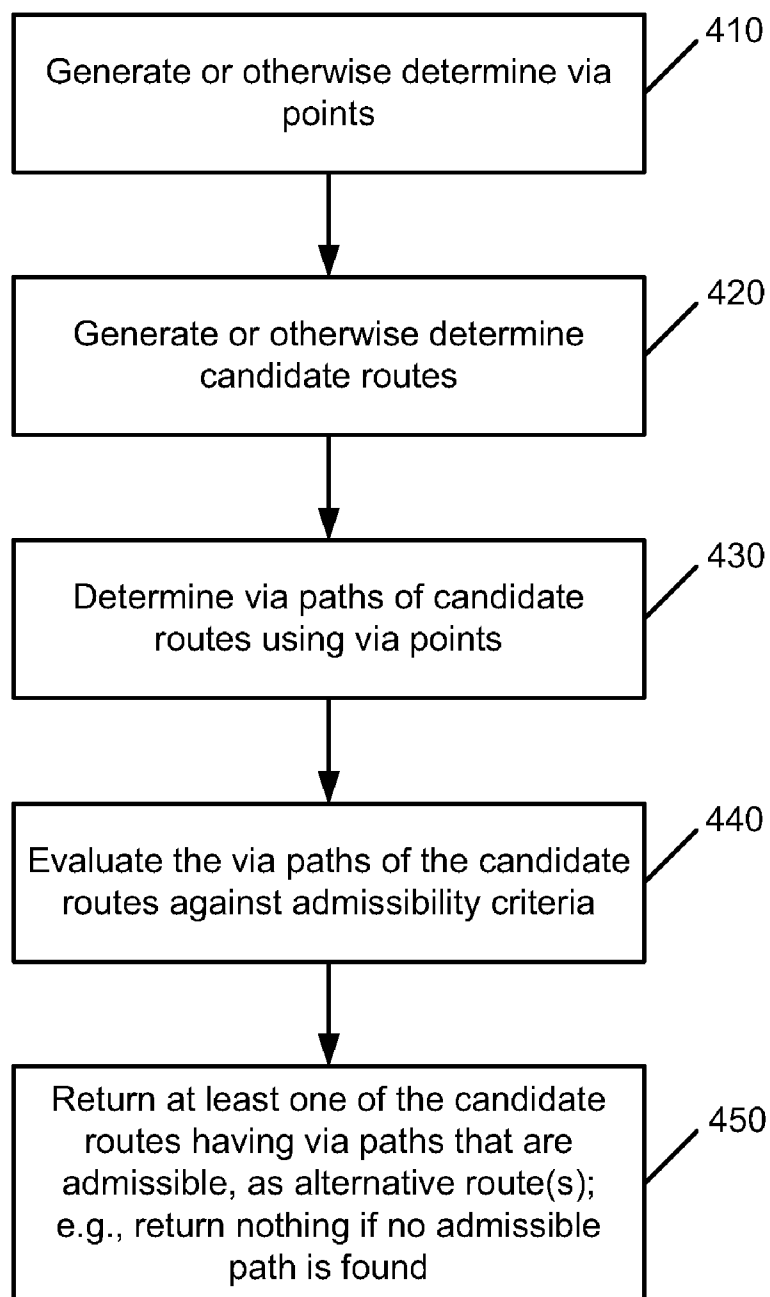 410
Generate or otherwise determine via
points
420
Generate or otherwise determine
candidate routes
430
Determine via paths of candidate
routes using via points
440
Evaluate the via paths of the candidate
routes against admissibility criteria
450
Return at least one of the candidate
routes having via paths that are
admissible, as alternative route(s);
e.g., return nothing if no admissible
path is found